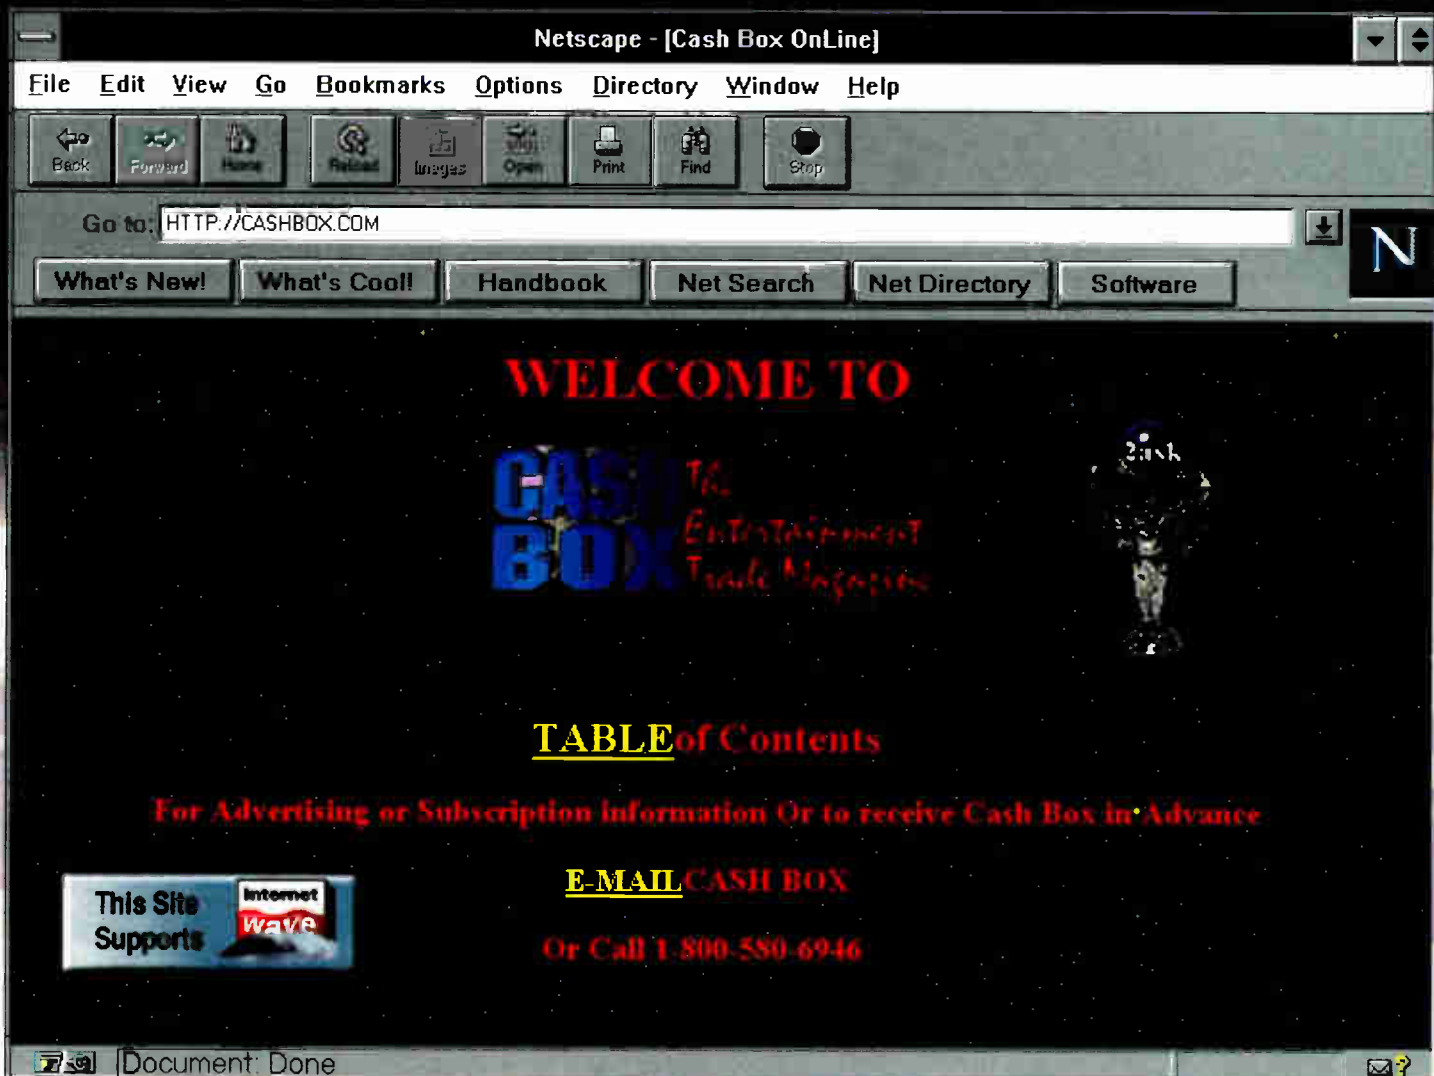 Netscape - [Cash Box OnLine]
File Edit View Go Bookmarks Options Directory Window Help
Back Forward Home Reload Images Open Print Find Stop
Go to: HTTP://CASHBOX.COM
N
What's New! What's Cool! Handbook Net Search Net Directory Software
WELCOME TO
CASH BOX
The Entertainment Trade Magazine
Cash
TABLE of Contents
For Advertising or Subscription information Or to receive Cash Box in Advance
E-MAIL CASH BOX
Or Call 1-800-580-6946
This Site Supports
Internet wave
Document: Done